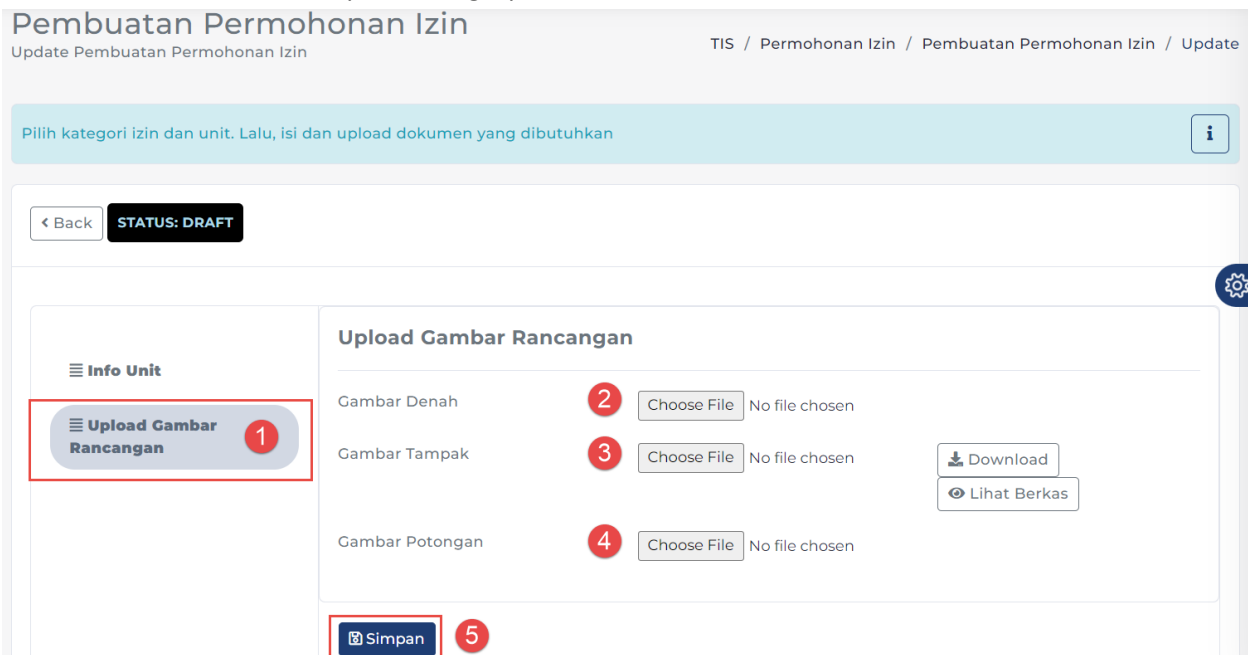 Pembuatan Permohonan Izin
Update Pembuatan Permohonan Izin
TIS / Permohonan Izin / Pembuatan Permohonan Izin / Update
Pilih kategori izin dan unit. Lalu, isi dan upload dokumen yang dibutuhkan
i
Back
STATUS: DRAFT
Info Unit
Upload Gambar
Rancangan
1
Upload Gambar Rancangan
Gambar Denah 2 Choose File No file chosen
Gambar Tampak 3 Choose File No file chosen Download
Lihat Berkas
Gambar Potongan 4 Choose File No file chosen
Simpan 5